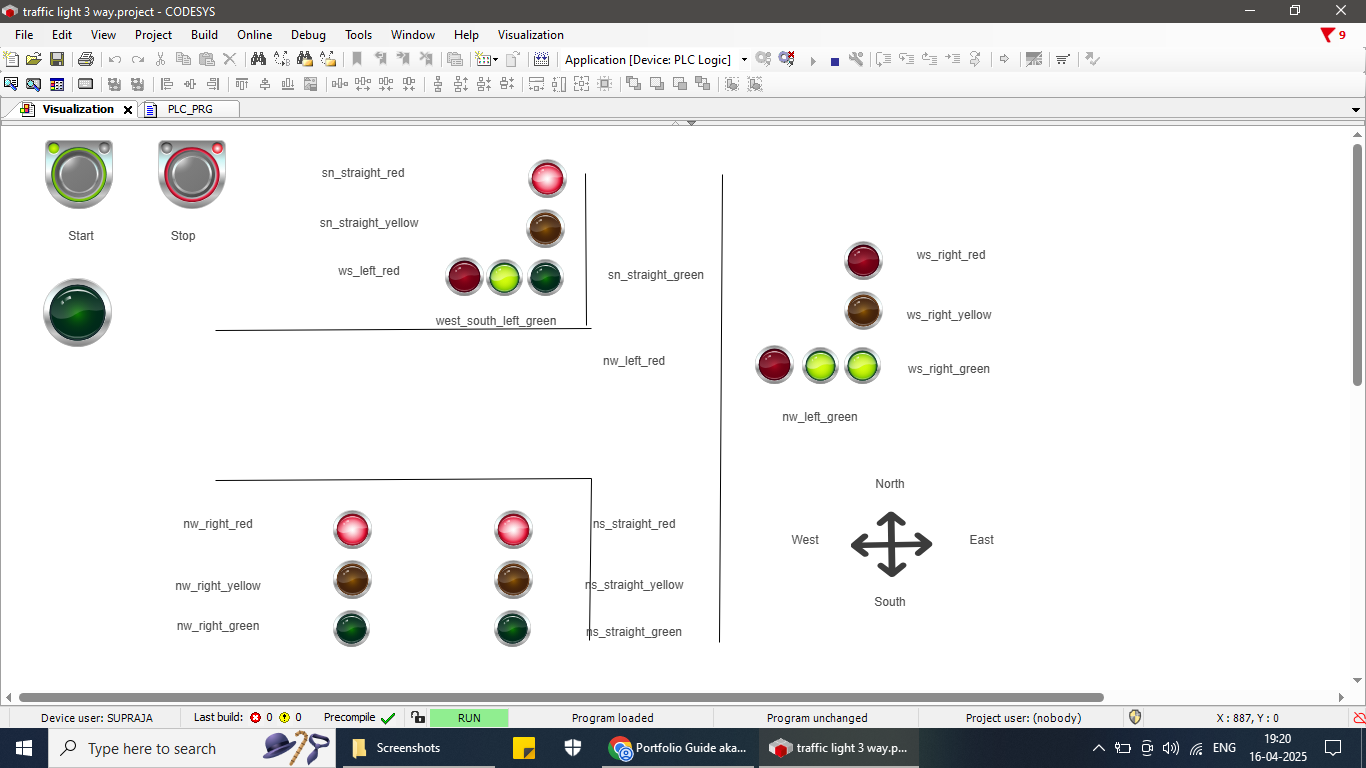 traffic light 3 way.project - CODESYS
File Edit View Project Build Online Debug Tools Window Help Visualization
9
Application [Device: PLC Logic]
Visualization
PLC_PRG
sn_straight_red
sn_straight_yellow
Start
Stop
ws_left_red
sn_straight_green
ws_right_red
west_south_left_green
ws_right_yellow
nw_left_red
ws_right_green
nw_left_green
North
nw_right_red
ns_straight_red
West
East
nw_right_yellow
ns_straight_yellow
South
nw_right_green
ns_straight_green
Device user: SUPRAJA
Last build: 0 0
Precompile
RUN
Program loaded
Program unchanged
Project user: (nobody)
X : 887, Y : 0
Type here to search
Screenshots
Portfolio Guide aka...
traffic light 3 way.p...
ENG
19:20
16-04-2025